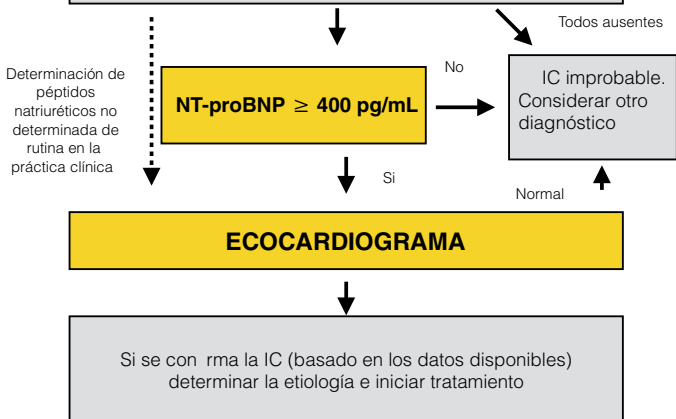 Todos ausentes
Determinación de
péptidos
natriuréticos no
determinada de
rutina en la
práctica clínica
NT-proBNP ≥ 400 pg/mL
No
IC improbable.
Considerar otro
diagnóstico
Si
Normal
ECOCARDIOGRAMA
Si se con rma la IC (basado en los datos disponibles)
determinar la etiología e iniciar tratamiento